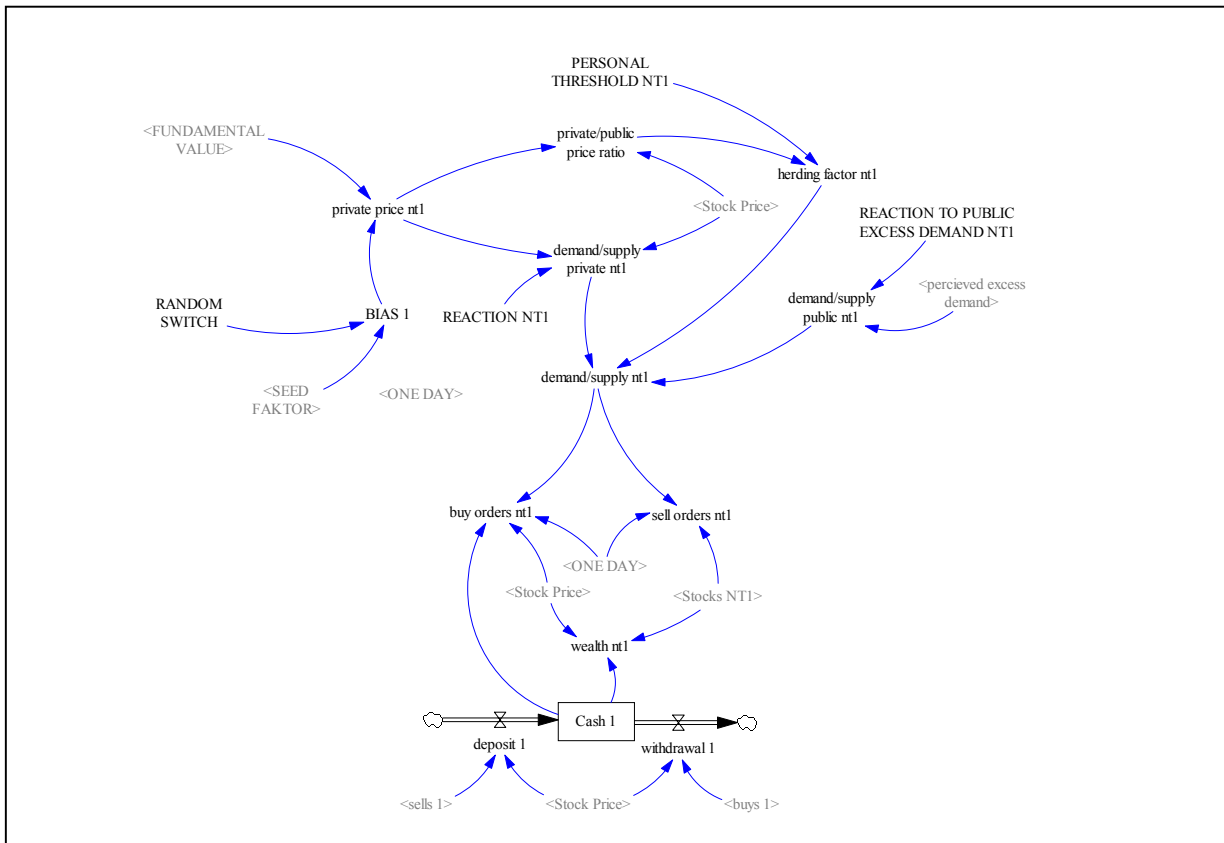 PERSONAL
THRESHOLD NT1
<FUNDAMENTAL
VALUE>
private/public
price ratio
herding factor nt1
private price nt1
<Stock Price>
REACTION TO PUBLIC
EXCESS DEMAND NT1
demand/supply
private nt1
<percieved excess
demand>
RANDOM
SWITCH
BIAS 1
REACTION NT1
demand/supply
public nt1
demand/supply nt1
<SEED
FAKTOR>
<ONE DAY>
buy orders nt1
sell orders nt1
<ONE DAY>
<Stock Price>
<Stocks NT1>
wealth nt1
Cash 1
deposit 1
withdrawal 1
<sells 1>
<Stock Price>
<buys 1>